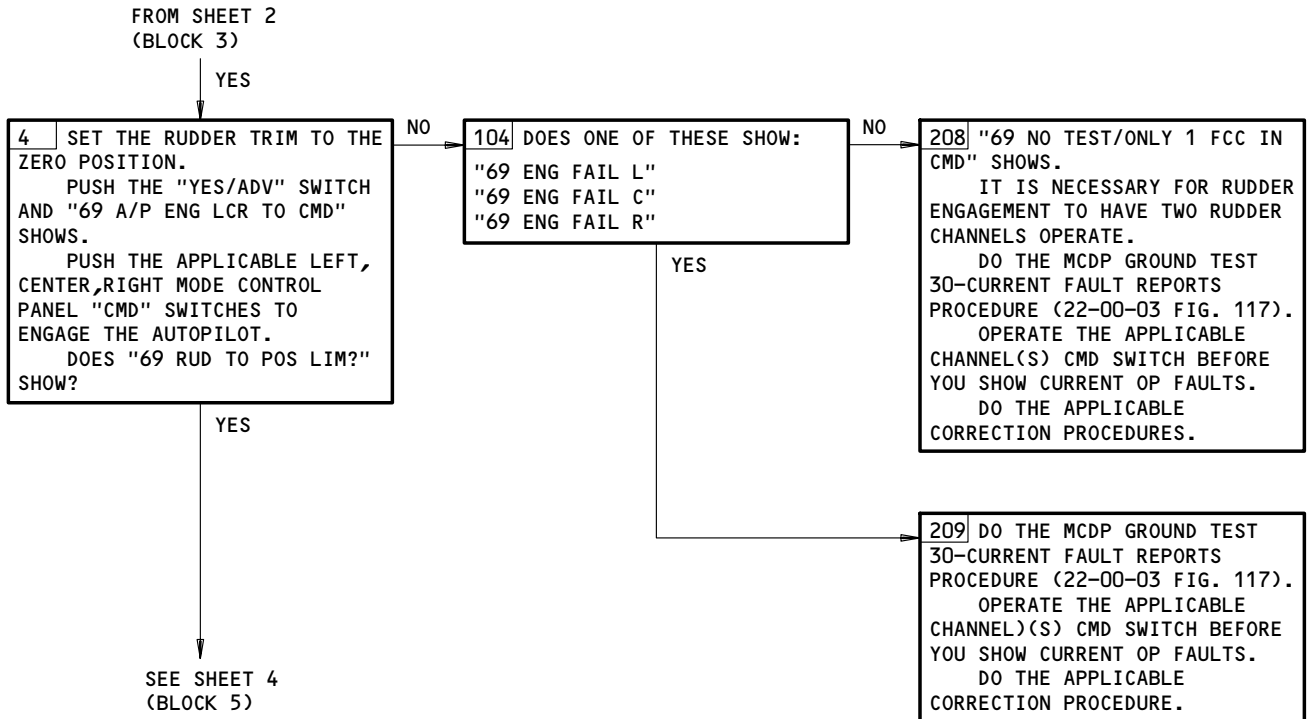 FROM SHEET 2
(BLOCK 3)
YES
4 SET THE RUDDER TRIM TO THE
ZERO POSITION.
PUSH THE "YES/ADV" SWITCH
AND "69 A/P ENG LCR TO CMD"
SHOWS.
PUSH THE APPLICABLE LEFT,
CENTER,RIGHT MODE CONTROL
PANEL "CMD" SWITCHES TO
ENGAGE THE AUTOPILOT.
DOES "69 RUD TO POS LIM?"
SHOW?
NO
104 DOES ONE OF THESE SHOW:
"69 ENG FAIL L"
"69 ENG FAIL C"
"69 ENG FAIL R"
NO
208 "69 NO TEST/ONLY 1 FCC IN
CMD" SHOWS.
IT IS NECESSARY FOR RUDDER
ENGAGEMENT TO HAVE TWO RUDDER
CHANNELS OPERATE.
DO THE MCDP GROUND TEST
30-CURRENT FAULT REPORTS
PROCEDURE (22-00-03 FIG. 117).
OPERATE THE APPLICABLE
CHANNEL(S) CMD SWITCH BEFORE
YOU SHOW CURRENT OP FAULTS.
DO THE APPLICABLE
CORRECTION PROCEDURES.
YES
YES
209 DO THE MCDP GROUND TEST
30-CURRENT FAULT REPORTS
PROCEDURE (22-00-03 FIG. 117).
OPERATE THE APPLICABLE
CHANNEL)(S) CMD SWITCH BEFORE
YOU SHOW CURRENT OP FAULTS.
DO THE APPLICABLE
CORRECTION PROCEDURE.
SEE SHEET 4
(BLOCK 5)